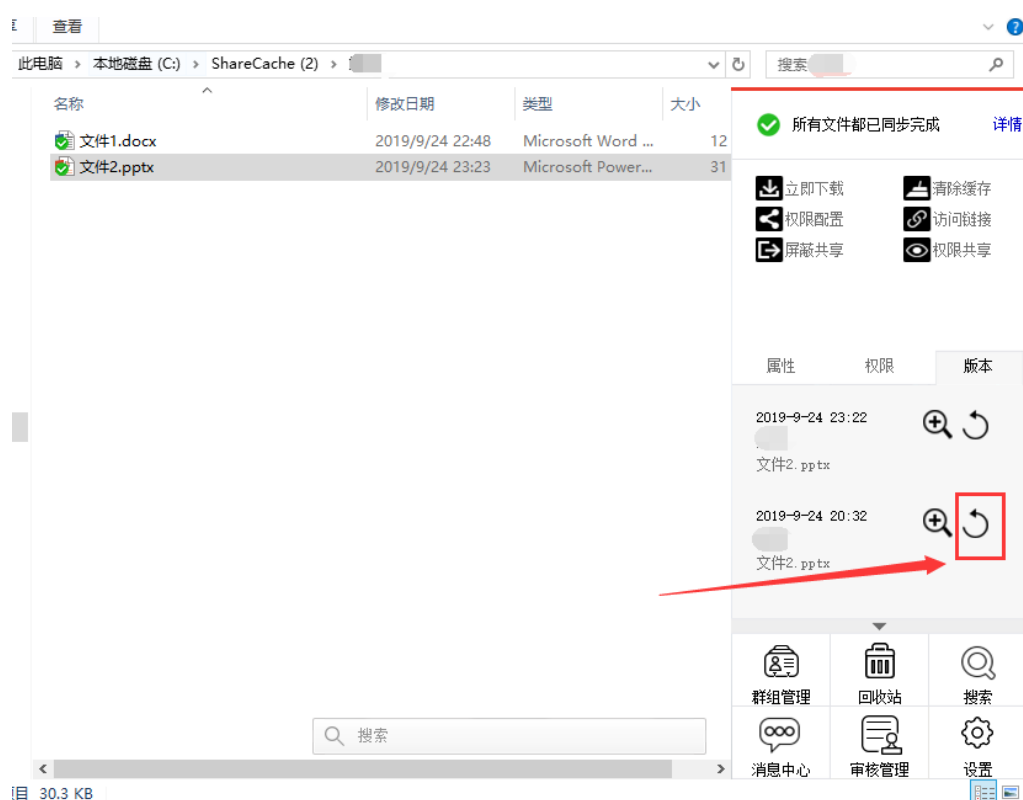 查看
此电脑 › 本地磁盘 (C:) › ShareCache (2) ›
搜索
名称 修改日期 类型 大小
文件1.docx 2019/9/24 22:48 Microsoft Word ... 12
文件2.pptx 2019/9/24 23:23 Microsoft Power... 31
所有文件都已同步完成 详情
立即下载 清除缓存
权限配置 访问链接
屏蔽共享 权限共享
属性 权限 版本
2019-9-24 23:22
文件2.pptx
2019-9-24 20:32
文件2.pptx
群组管理 回收站 搜索
搜索
消息中心 审核管理 设置
30.3 KB